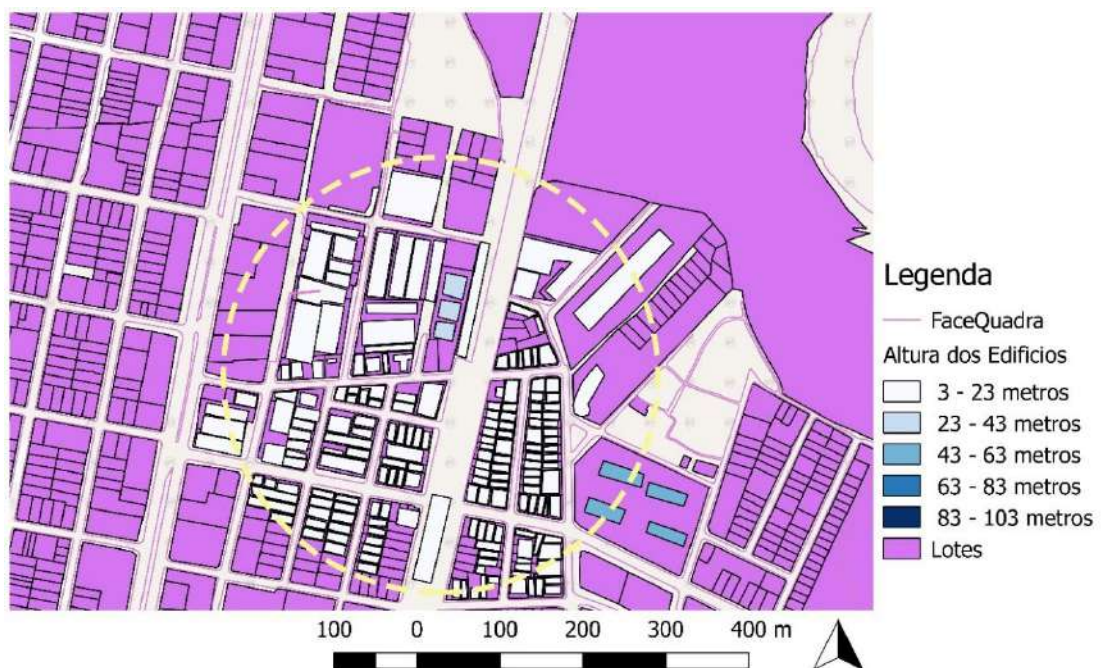 Legenda
FaceQuadra
Altura dos Edificios
3 - 23 metros
23 - 43 metros
43 - 63 metros
63 - 83 metros
83 - 103 metros
Lotes
100 0 100 200 300 400 m